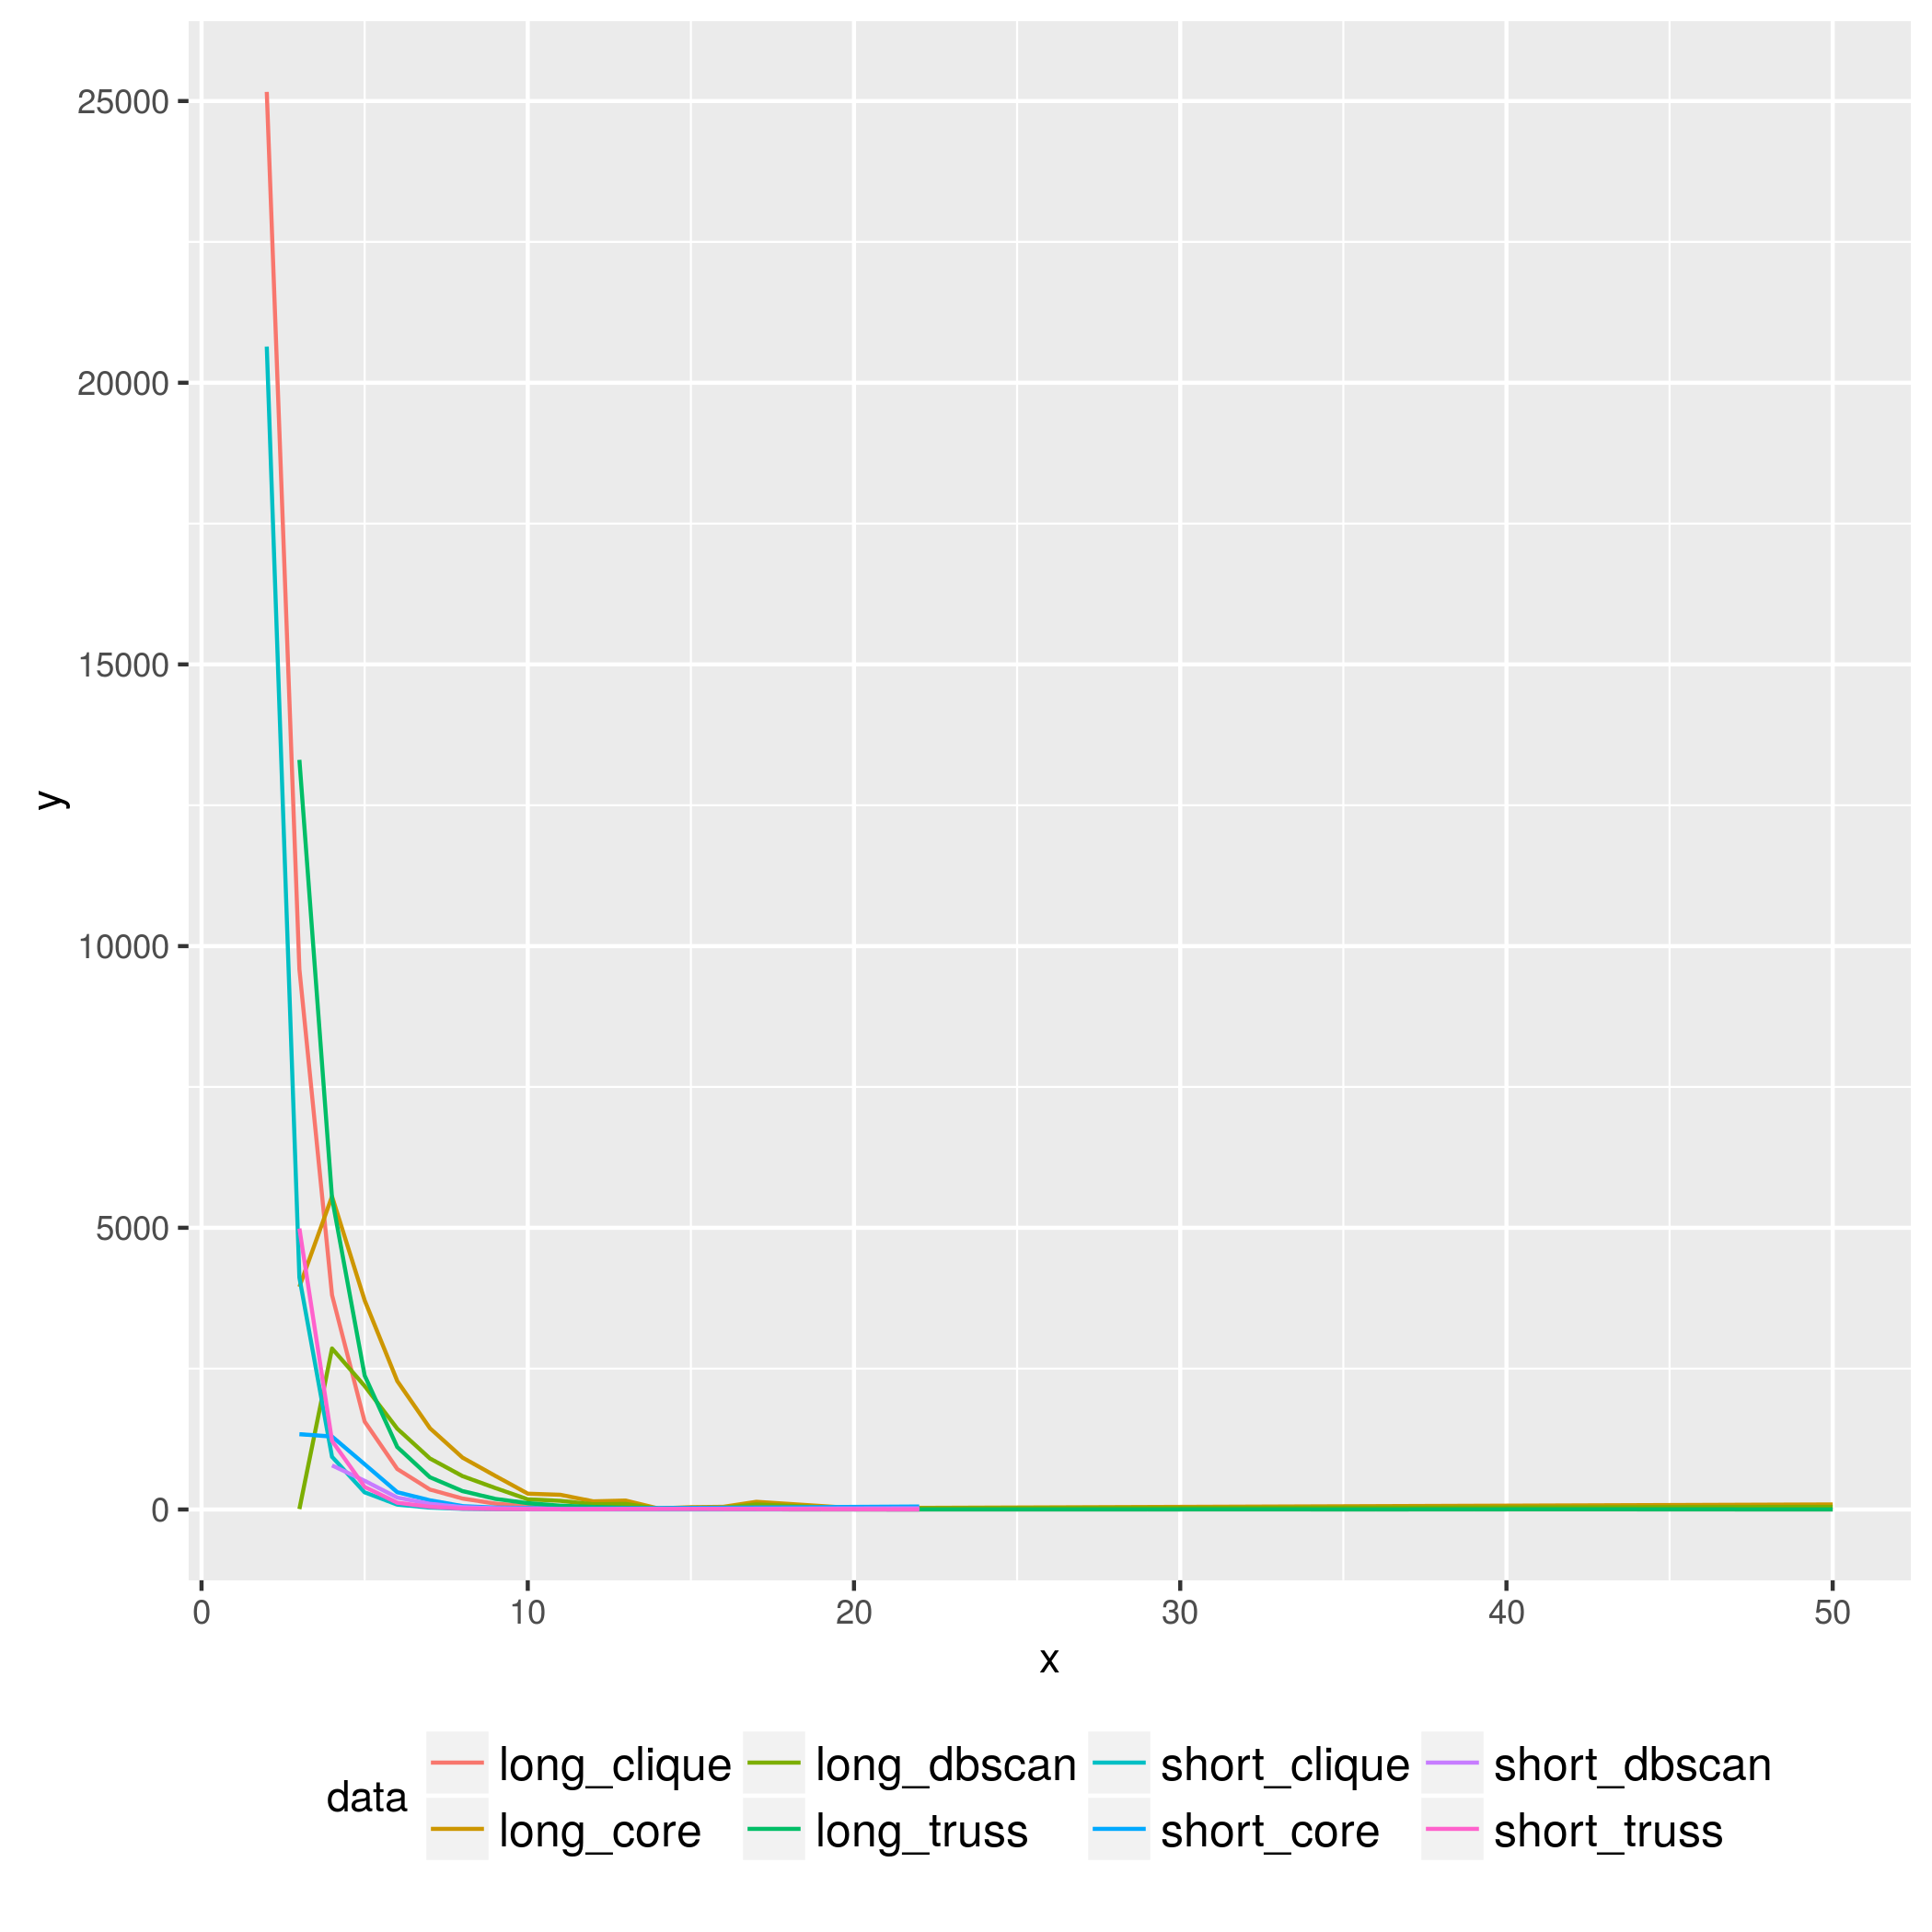 25000
20000
15000
10000
5000
0
y
0 10 20 30 40 50
x
data
long_clique long_dbscan short_clique short_dbscan
long_core long_truss short_core short_truss